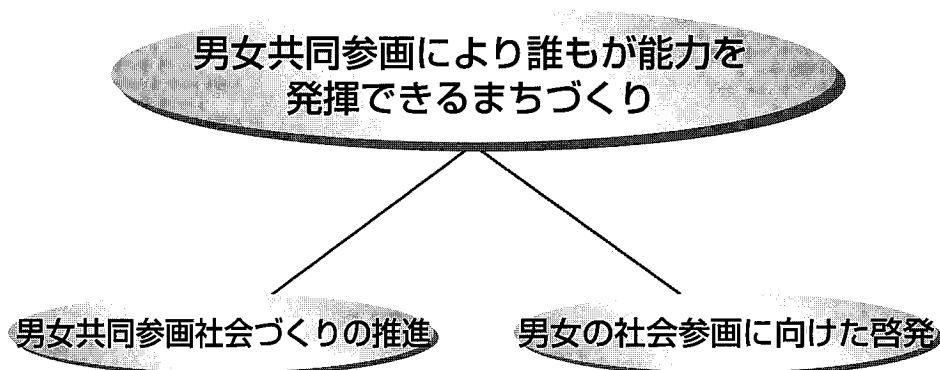 男女共同参画により誰もが能力を
発揮できるまちづくり
男女共同参画社会づくりの推進
男女の社会参画に向けた啓発